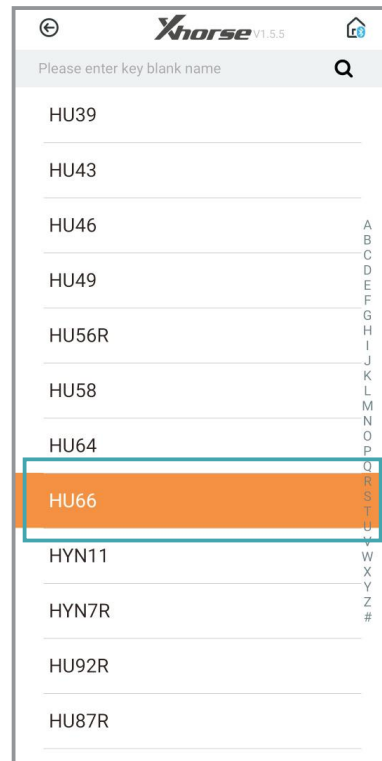 Xhorse V1.5.5
Please enter key blank name
HU39
HU43
HU46
HU49
HU56R
HU58
HU64
HU66
HYN11
HYN7R
HU92R
HU87R
A
B
C
D
E
F
G
H
I
J
K
L
M
N
O
P
Q
R
S
T
U
V
W
X
Y
Z
#